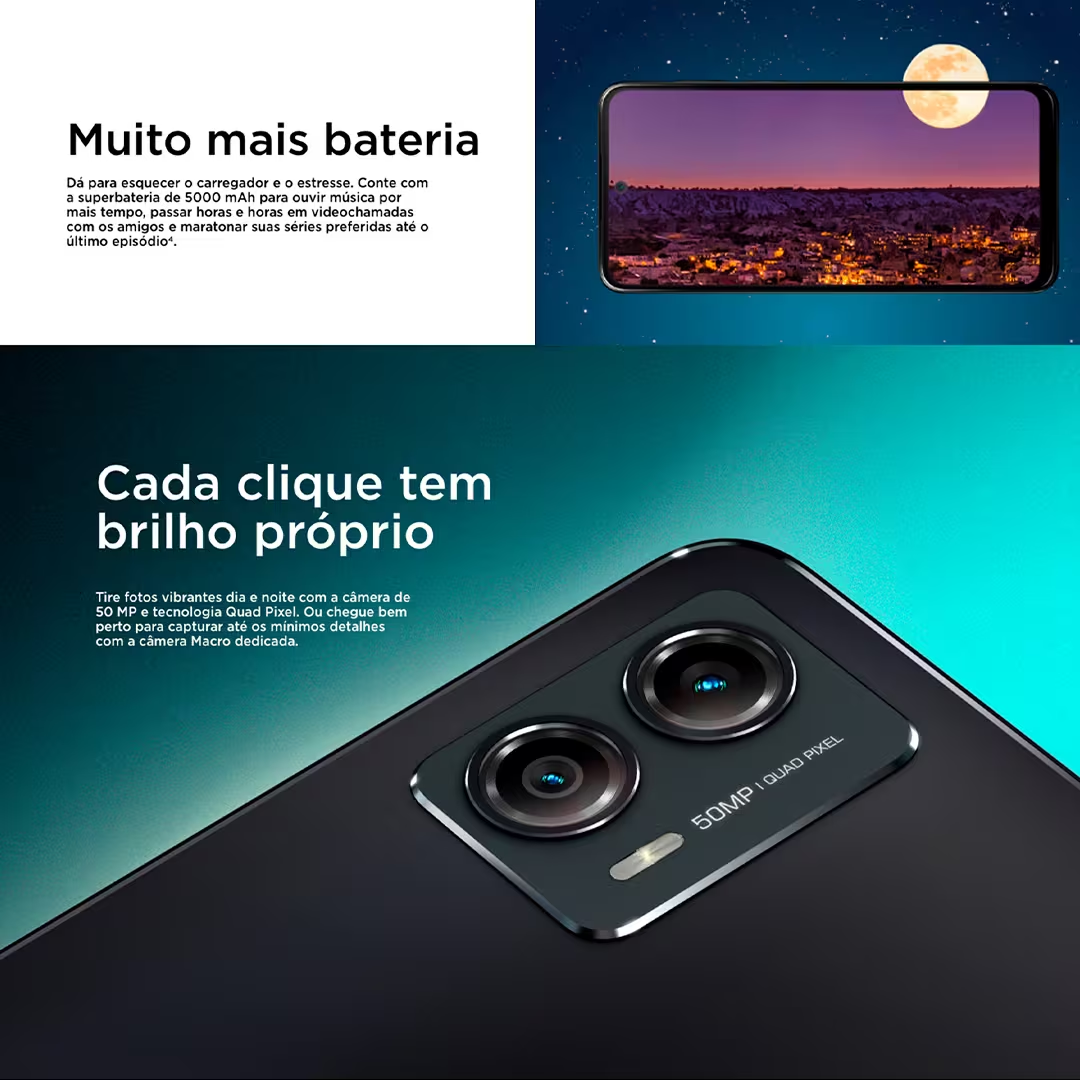 Muito mais bateria
Dá para esquecer o carregador e o estresse. Conte com
a superbateria de 5000 mAh para ouvir música por
mais tempo, passar horas e horas em videochamadas
com os amigos e maratonar suas séries preferidas até o
último episódio⁴.
Cada clique tem
brilho próprio
Tire fotos vibrantes dia e noite com a câmera de
50 MP e tecnologia Quad Pixel. Ou chegue bem
perto para capturar até os mínimos detalhes
com a câmera Macro dedicada.
50MP | QUAD PIXEL